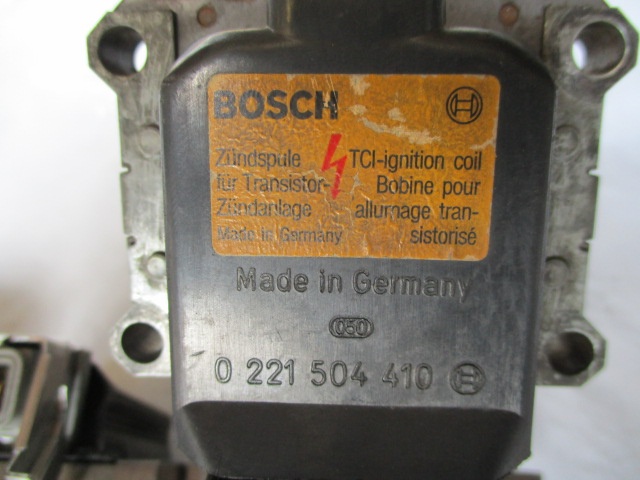 BOSCH
Zündspule
für Transistor-
Zündanlage
Made in Germany
TCI-ignition coil
Bobine pour
allumage tran-
sistorisé
Made in Germany
050
0 221 504 410